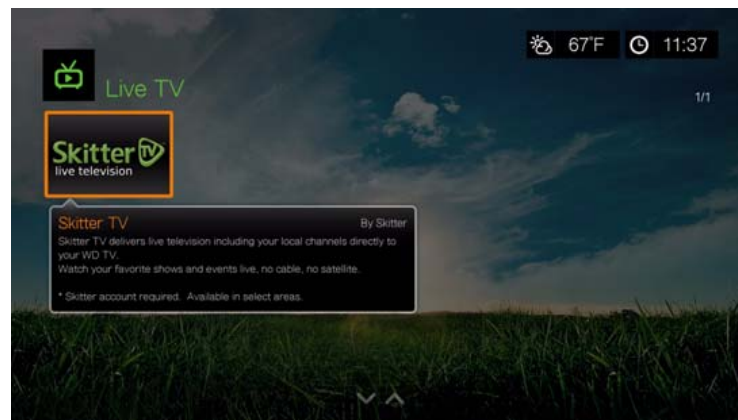 67°F 11:37
Live TV
1/1
Skitter TV
live television
Skitter TV By Skitter
Skitter TV delivers live television including your local channels directly to
your WD TV.
Watch your favorite shows and events live, no cable, no satellite.
* Skitter account required. Available in select areas.